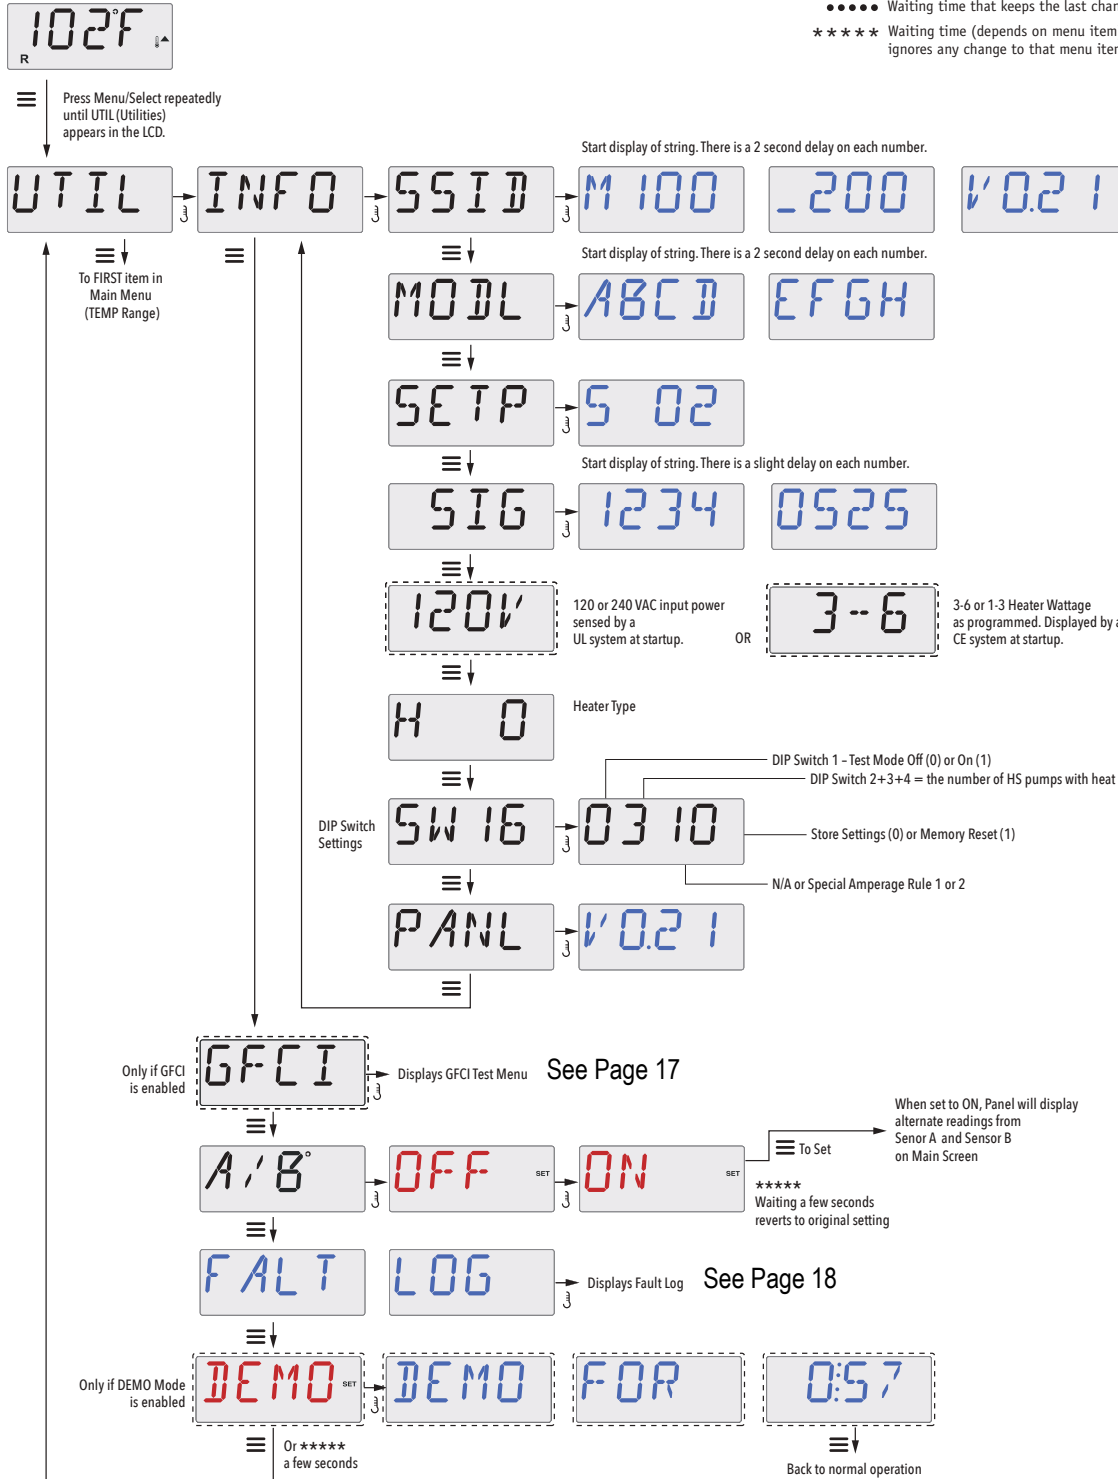 ••••• Waiting time that keeps the last
102°F
R
***** Waiting time (depends on menu item
ignores any change to that menu
Press Menu/Select repeatedly
until UTIL (Utilities)
appears in the LCD.
Start display of string. There is a 2 second delay on each number.
UTIL
INFO
SSID
M 100
_ 200
V 0.21
To FIRST item in
Main Menu
(TEMP Range)
Start display of string. There is a 2 second delay on each number.
MODL
ABCD
EFGH
SETP
S 02
Start display of string. There is a slight delay on each number.
SIG
1234
0525
120V
120 or 240 VAC input power
sensed by a
UL system at startup.
OR
3-6
3-6 or 1-3 Heater Wattage
as programmed. Displayed by a
CE system at startup.
H 0
Heater Type
DIP Switch 1 – Test Mode Off (0) or On (1)
DIP Switch 2+3+4 = the number of HS pumps with heat
DIP Switch
Settings
SW 16
0310
Store Settings (0) or Memory Reset (1)
N/A or Special Amperage Rule 1 or 2
PANL
V 0.21
Only if GFCI
is enabled
GFCI
Displays GFCI Test Menu
See Page 17
A/B°
OFF SET
ON SET
To Set
When set to ON, Panel will display
alternate readings from
Senor A and Sensor B
on Main Screen
*****
Waiting a few seconds
reverts to original setting
FALT
LOG
Displays Fault Log
See Page 18
Only if DEMO Mode
is enabled
DEMO SET
DEMO
FOR
0:57
Or *****
a few seconds
Back to normal operation